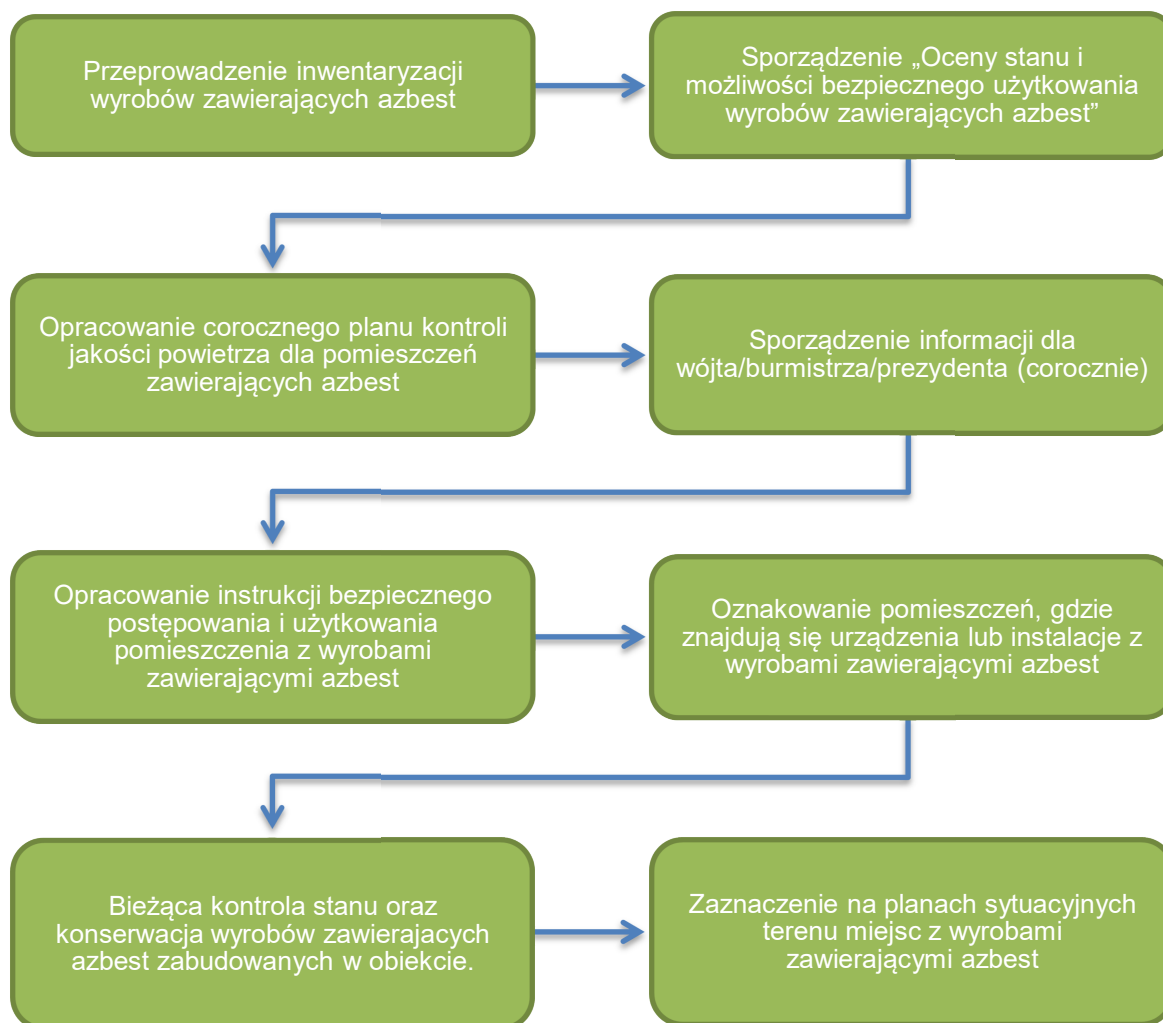 Przeprowadzenie inwentaryzacji
wyrobów zawierających azbest
Sporządzenie „Oceny stanu i
możliwości bezpiecznego użytkowania
wyrobów zawierających azbest”
Opracowanie corocznego planu kontroli
jakości powietrza dla pomieszczeń
zawierających azbest
Sporządzenie informacji dla
wójta/burmistrza/prezydenta (corocznie)
Opracowanie instrukcji bezpiecznego
postępowania i użytkowania
pomieszczenia z wyrobami
zawierającymi azbest
Oznakowanie pomieszczeń, gdzie
znajdują się urządzenia lub instalacje z
wyrobami zawierającymi azbest
Bieżąca kontrola stanu oraz
konserwacja wyrobów zawierajacych
azbest zabudowanych w obiekcie.
Zaznaczenie na planach sytuacyjnych
terenu miejsc z wyrobami
zawierającymi azbest